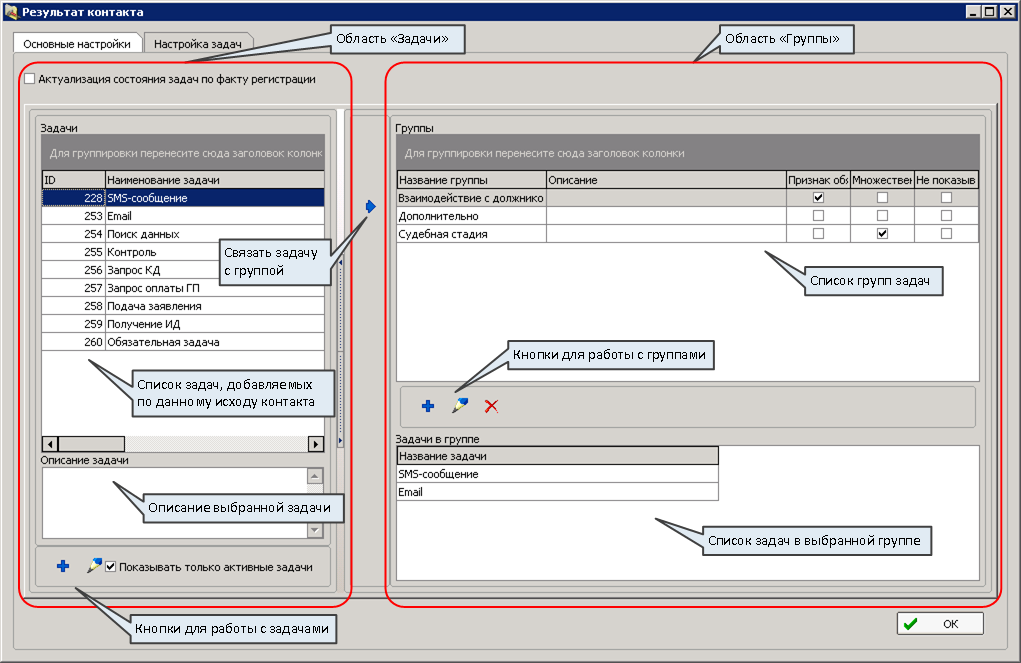 Результат контакта
Основные настройки
Настройка задач
Область «Задачи»
Область «Группы»
Актуализация состояния задач по факту регистрации
Задачи
Для группировки перенесите сюда заголовок колонк
ID Наименование задачи
228 SMS-сообщение
253 Email
254 Поиск данных
255 Контроль
256 Запрос КД
257 Запрос оплаты ГП
258 Подача заявления
259 Получение ИД
260 Обязательная задача
Связать задачу
с группой
Список задач, добавляемых
по данному исходу контакта
Описание задачи
Описание выбранной задачи
Показывать только активные задачи
Кнопки для работы с задачами
Группы
Для группировки перенесите сюда заголовок колонки
Название группы Описание Признак обя Множествен Не показыв
Взаимодействие с должнико
Дополнительно
Судебная стадия
Список групп задач
Кнопки для работы с группами
Задачи в группе
Название задачи
SMS-сообщение
Email
Список задач в выбранной группе
OK